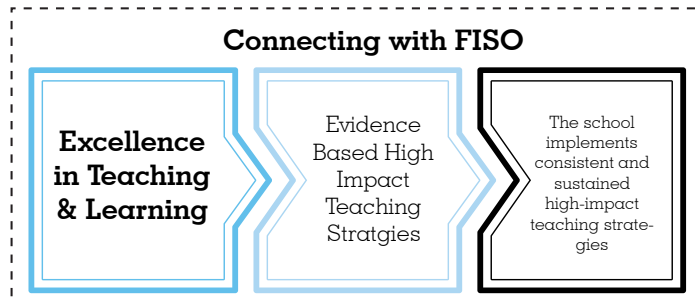 Connecting with FISO
Excellence
in Teaching
& Learning
Evidence
Based High
Impact
Teaching
Stratgies
The school
implements
consistent and
sustained
high-impact
teaching strate-
gies